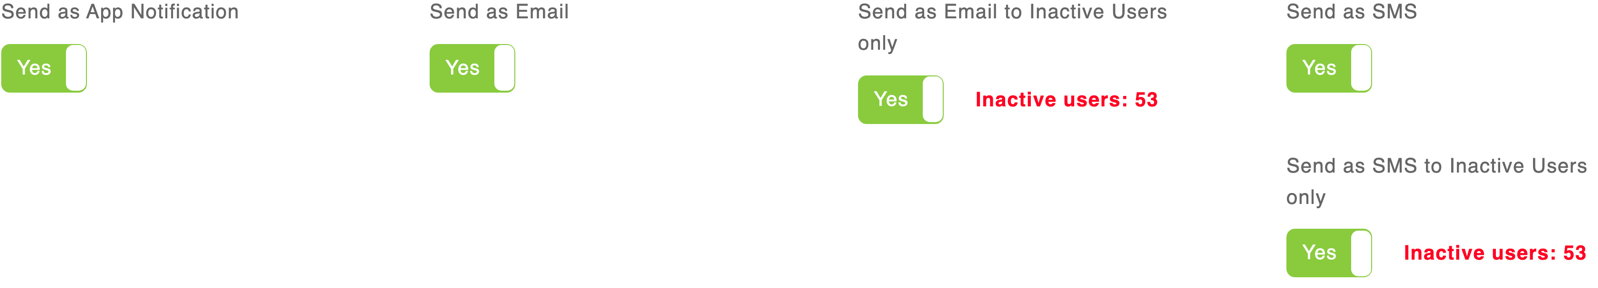 Send as App Notification
Yes
Send as Email
Yes
Send as Email to Inactive Users
only
Yes Inactive users: 53
Send as SMS
Yes
Send as SMS to Inactive Users
only
Yes Inactive users: 53